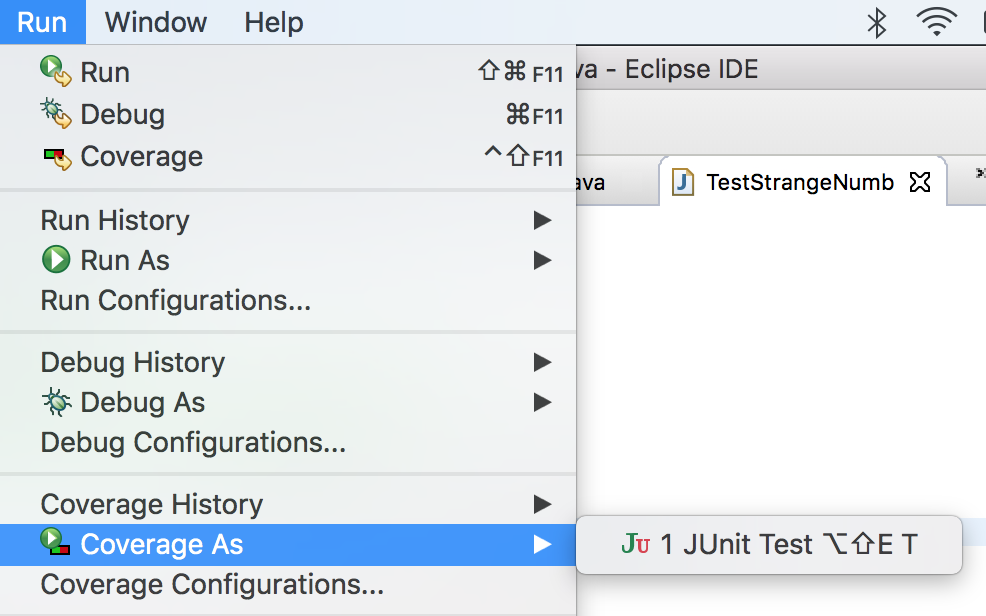 Run Window Help
Run ⇧⌘F11
va - Eclipse IDE
Debug ⌘F11
Coverage ^⇧F11
ava
J TestStrangeNumb
Run History
Run As
Run Configurations...
Debug History
Debug As
Debug Configurations...
Coverage History
Coverage As
JU 1 JUnit Test ⌥⇧E T
Coverage Configurations...